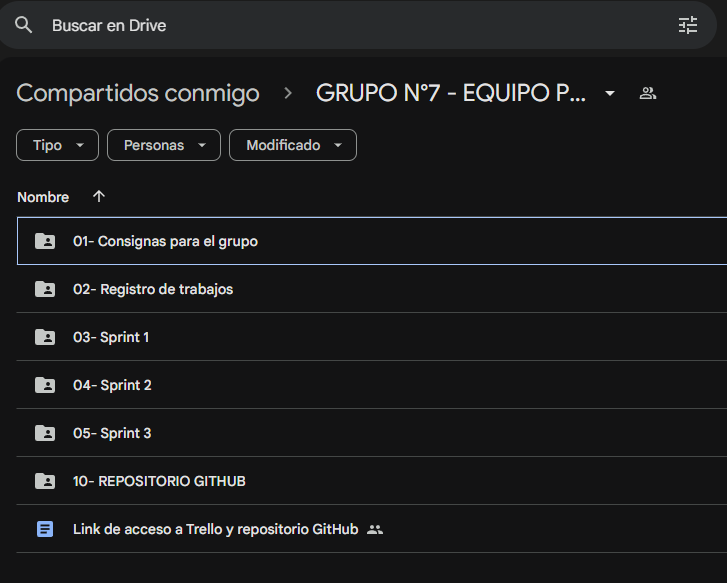 Buscar en Drive
Compartidos conmigo > GRUPO N°7 - EQUIPO P...
Tipo Personas Modificado
Nombre
01- Consignas para el grupo
02- Registro de trabajos
03- Sprint 1
04- Sprint 2
05- Sprint 3
10- REPOSITORIO GITHUB
Link de acceso a Trello y repositorio GitHub